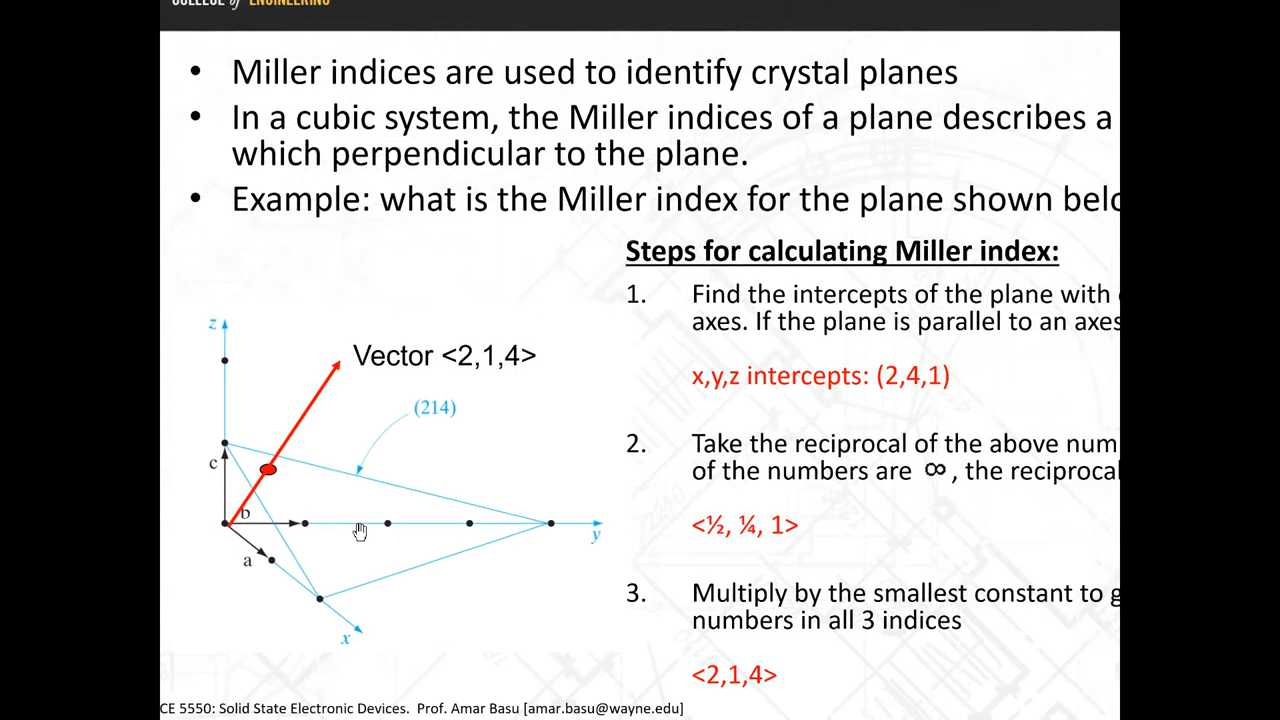 COLLEGE of ENGINEERING
• Miller indices are used to identify crystal planes
• In a cubic system, the Miller indices of a plane describes a
which perpendicular to the plane.
• Example: what is the Miller index for the plane shown belo
Steps for calculating Miller index:
1. Find the intercepts of the plane with
axes. If the plane is parallel to an axes
x,y,z intercepts: (2,4,1)
2. Take the reciprocal of the above num
of the numbers are ∞, the reciprocal
<½, ¼, 1>
3. Multiply by the smallest constant to g
numbers in all 3 indices
<2,1,4>
z
Vector <2,1,4>
(214)
c
b
a
y
x
CE 5550: Solid State Electronic Devices. Prof. Amar Basu [amar.basu@wayne.edu]